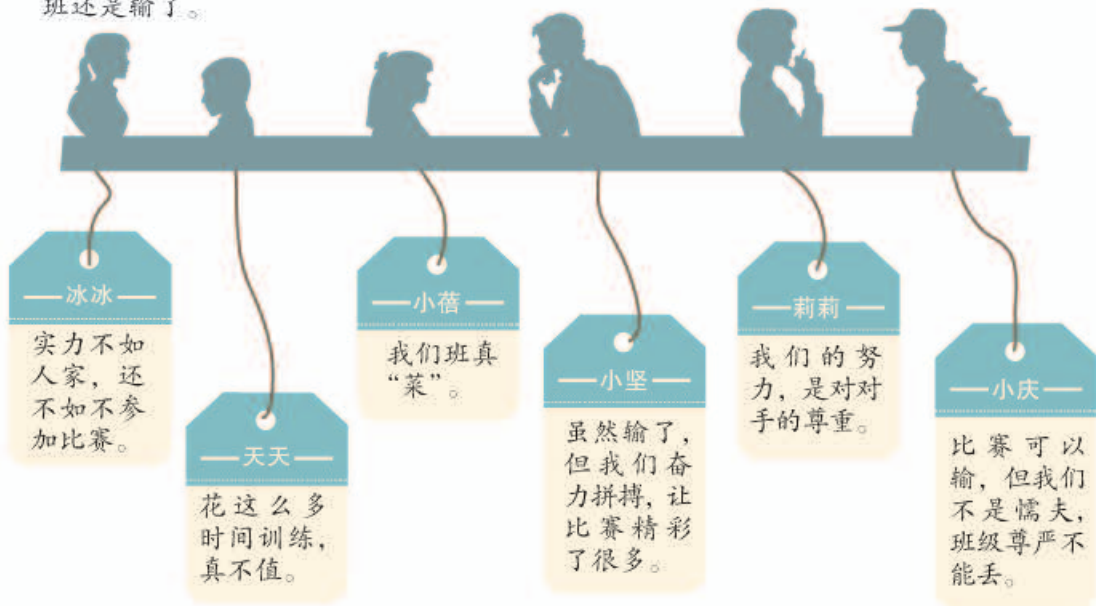 班还是输了。
冰冰
实力不如
人家，还
不如不参
加比赛。
天天
花这么多
时间训练，
真不值。
小蓓
我们班真
“菜”。
小坚
虽然输了，
但我们奋
力拼搏，让
比赛精彩
了很多。
莉莉
我们的努
力，是对对
手的尊重。
小庆
比赛可以
输，但我们
不是懦夫，
班级尊严不
能丢。